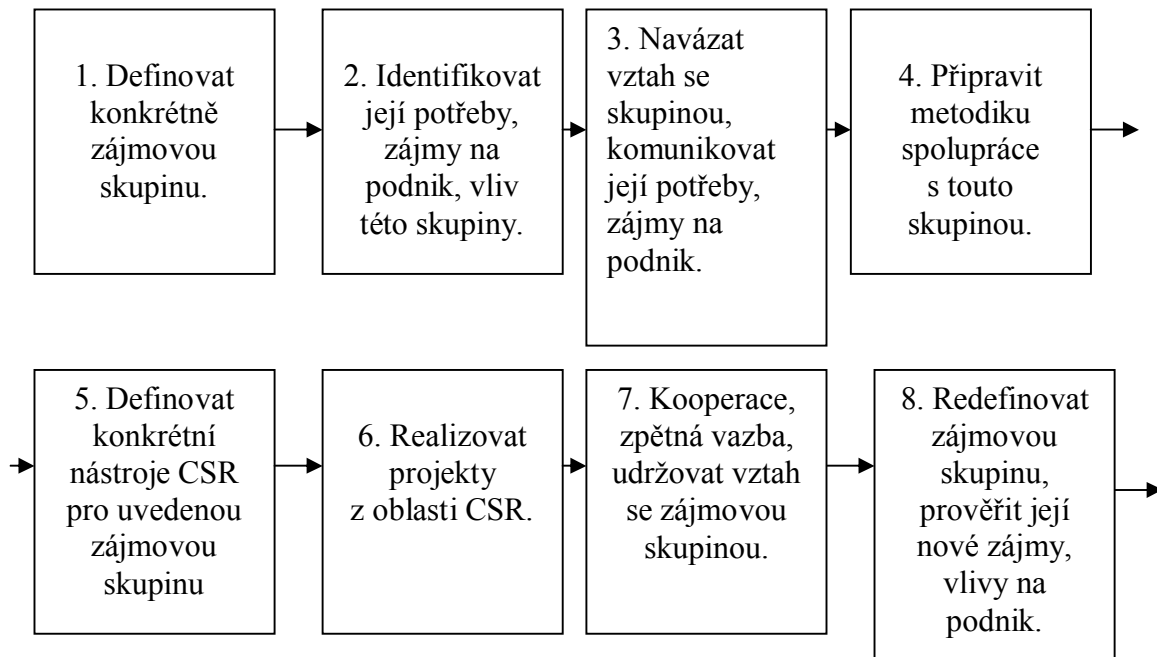 1. Definovat
konkrétně
zájmovou
skupinu.
2. Identifikovat
její potřeby,
zájmy na
podnik, vliv
této skupiny.
3. Navázat
vztah se
skupinou,
komunikovat
její potřeby,
zájmy na
podnik.
4. Připravit
metodiku
spolupráce
s touto
skupinou.
5. Definovat
konkrétní
nástroje CSR
pro uvedenou
zájmovou
skupinu
6. Realizovat
projekty
z oblasti CSR.
7. Kooperace,
zpětná vazba,
udržovat vztah
se zájmovou
skupinou.
8. Redefinovat
zájmovou
skupinu,
prověřit její
nové zájmy,
vlivy na
podnik.